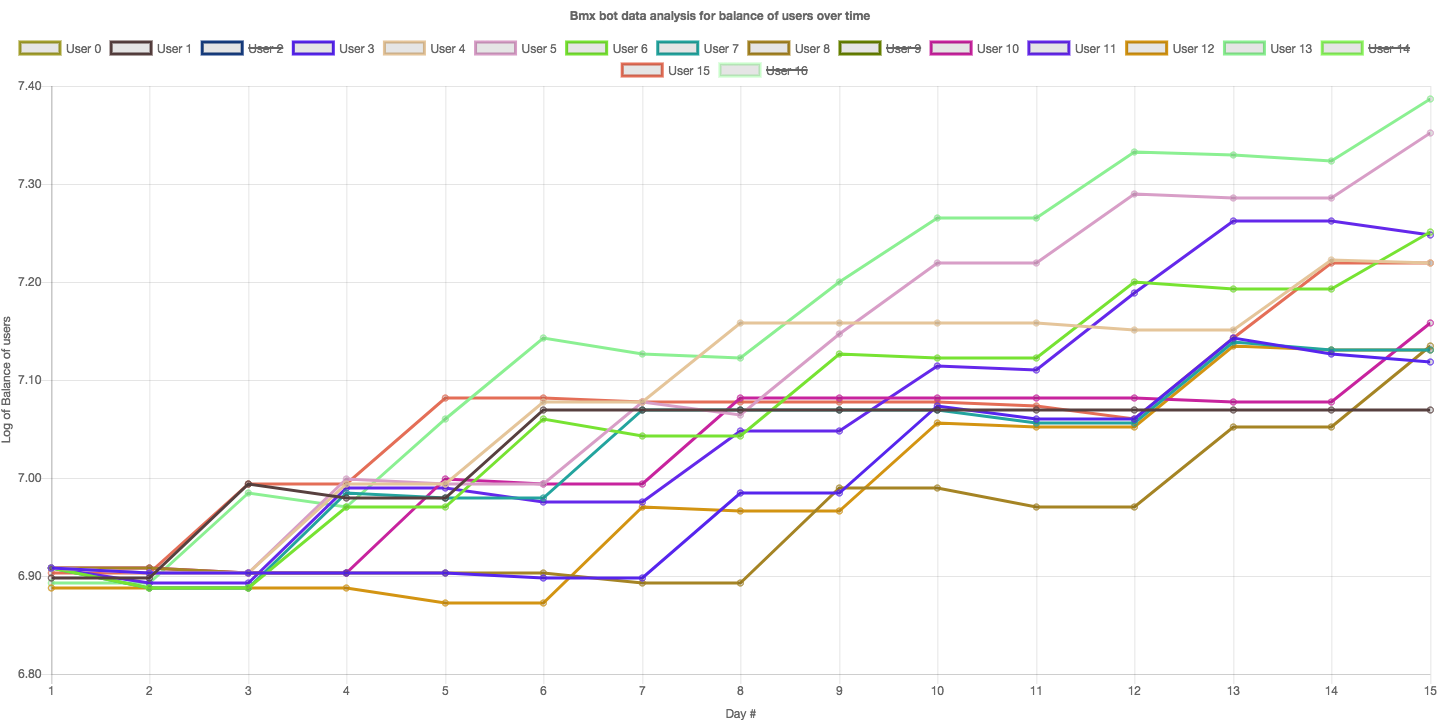 Bmx bot data analysis for balance of users over time
User 0 User 1 User 2 User 3 User 4 User 5 User 6 User 7 User 8 User 9 User 10 User 11 User 12 User 13 User 14
User 15 User 16
7.40
7.30
7.20
7.10
7.00
6.90
6.80
Log of Balance of users
1 2 3 4 5 6 7 8 9 10 11 12 13 14 15
Day #